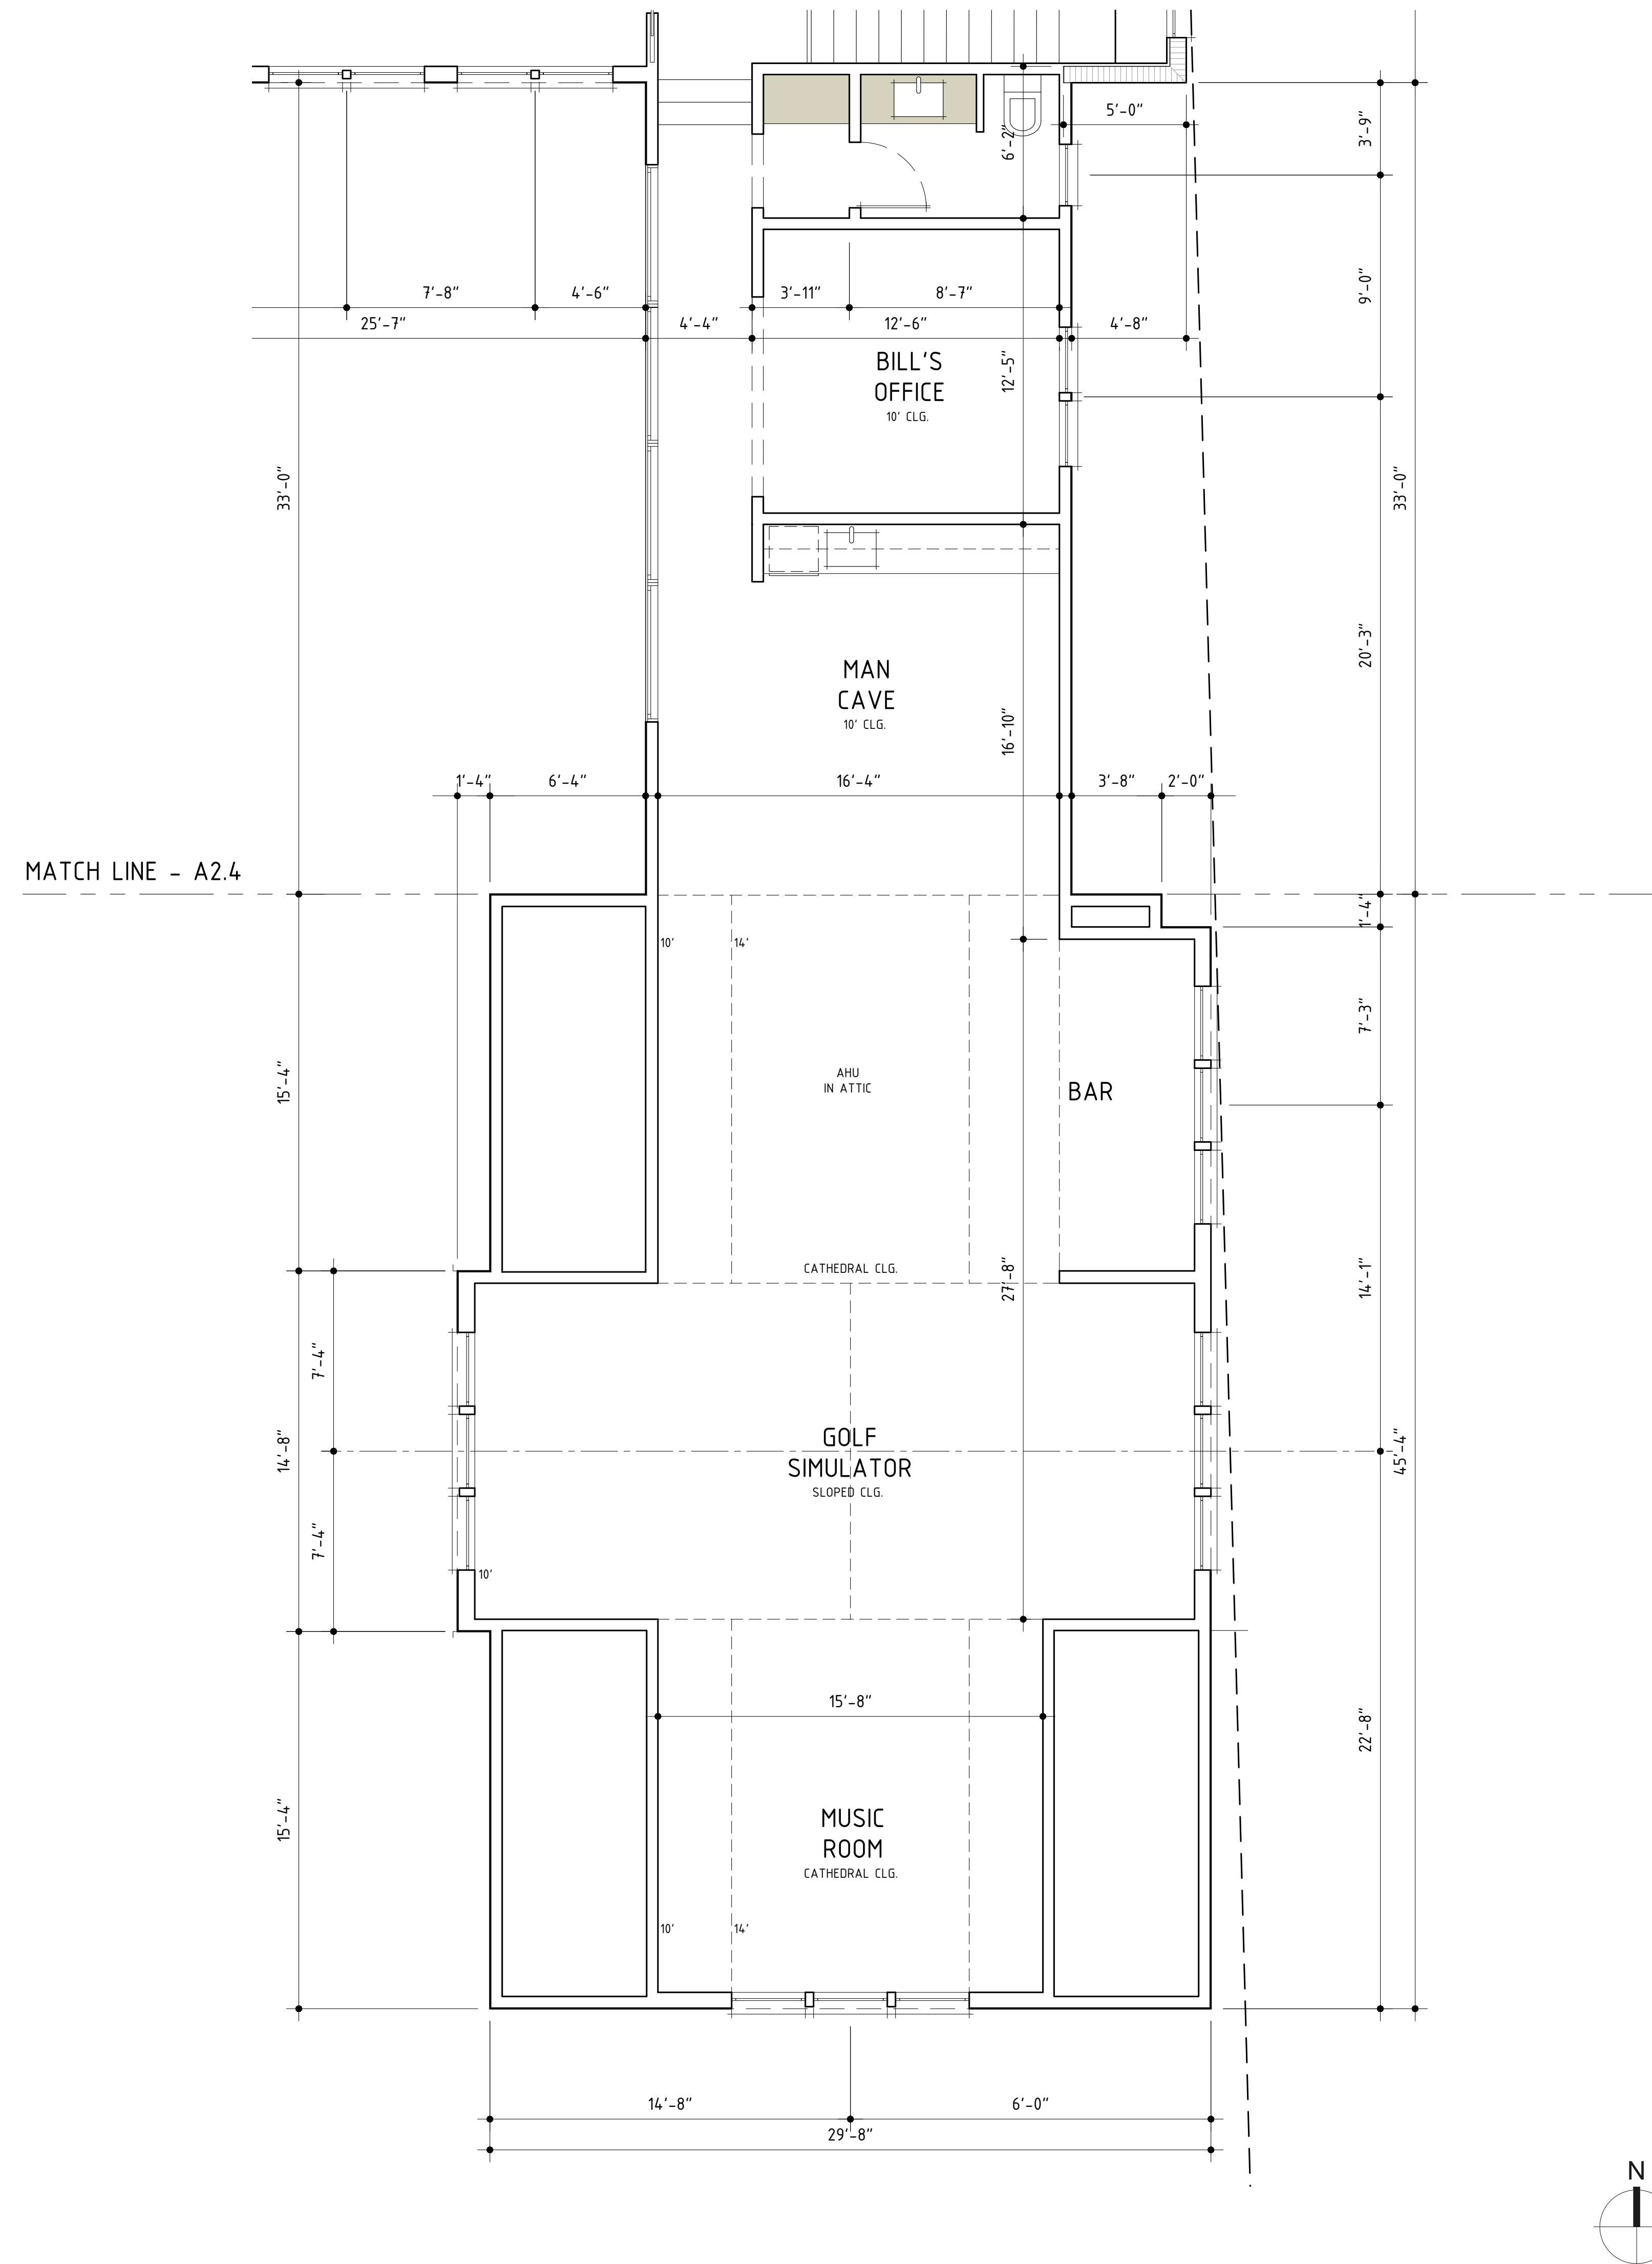 5'-0"
3'-9"
6'-2"
7'-8"
4'-6"
3'-11"
8'-7"
9'-0"
25'-7"
4'-4"
12'-6"
4'-8"
BILL'S
OFFICE
10' CLG.
12'-5"
33'-0"
33'-0"
MAN
CAVE
10' CLG.
20'-3"
16'-10"
1'-4"
6'-4"
16'-4"
3'-8"
2'-0"
MATCH LINE - A2.4
1'-4"
10'
14'
7'-3"
15'-4"
AHU
IN ATTIC
BAR
CATHEDRAL CLG.
27'-8"
14'-1"
7'-4"
GOLF
SIMULATOR
SLOPED CLG.
14'-8"
45'-4"
7'-4"
10'
15'-8"
22'-8"
15'-4"
MUSIC
ROOM
CATHEDRAL CLG.
10'
14'
14'-8"
6'-0"
29'-8"
N